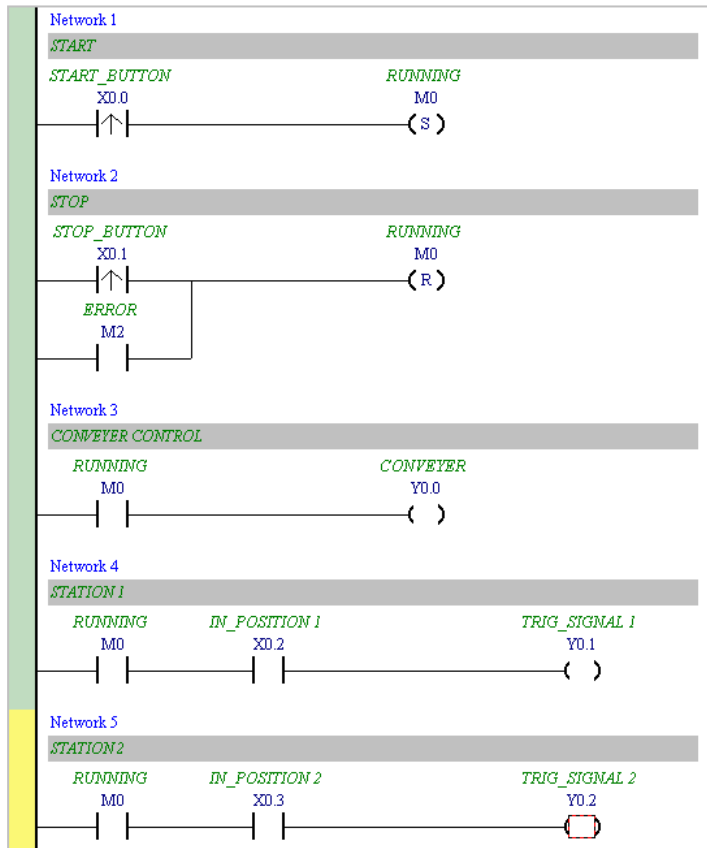 Network 1
START
START_BUTTON RUNNING
X0.0 M0
S
Network 2
STOP
STOP_BUTTON RUNNING
X0.1 M0
R
ERROR
M2
Network 3
CONVEYER CONTROL
RUNNING CONVEYER
M0 Y0.0
Network 4
STATION 1
RUNNING IN_POSITION 1 TRIG_SIGNAL 1
M0 X0.2 Y0.1
Network 5
STATION 2
RUNNING IN_POSITION 2 TRIG_SIGNAL 2
M0 X0.3 Y0.2